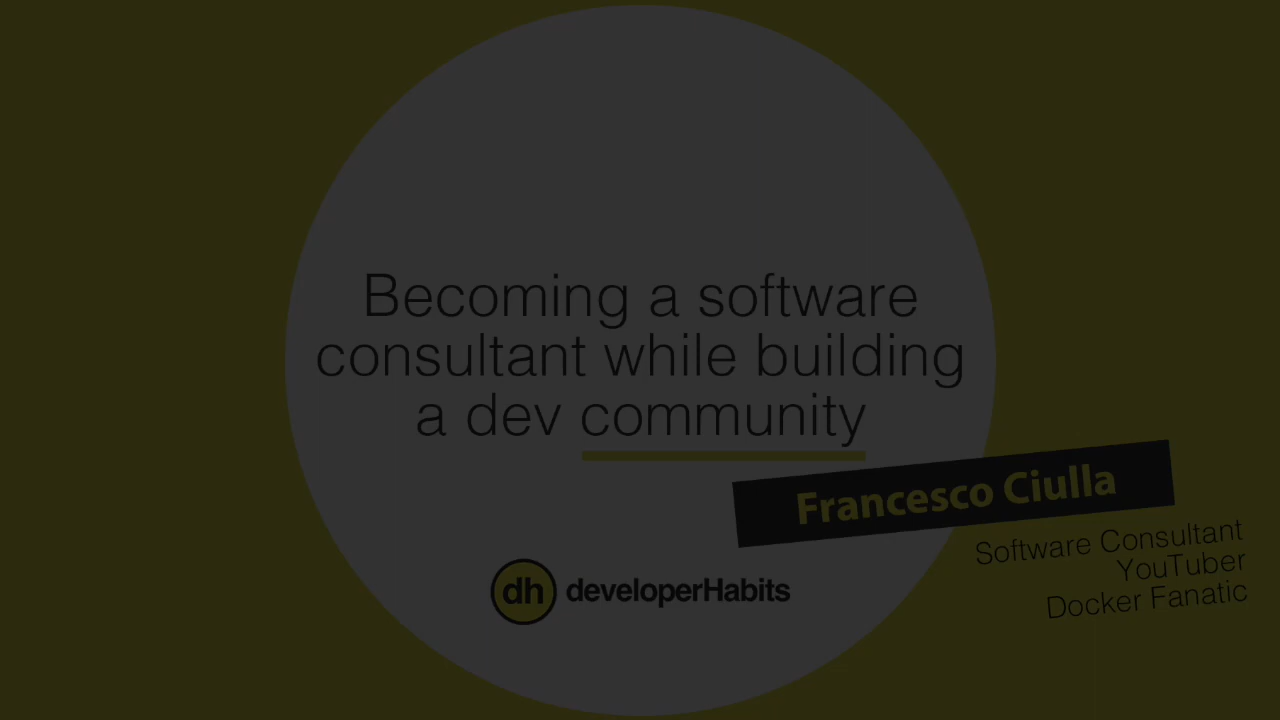 Becoming a software
consultant while building
a dev community
Francesco Ciulla
Software Consultant
YouTuber
Docker Fanatic
dh developerHabits